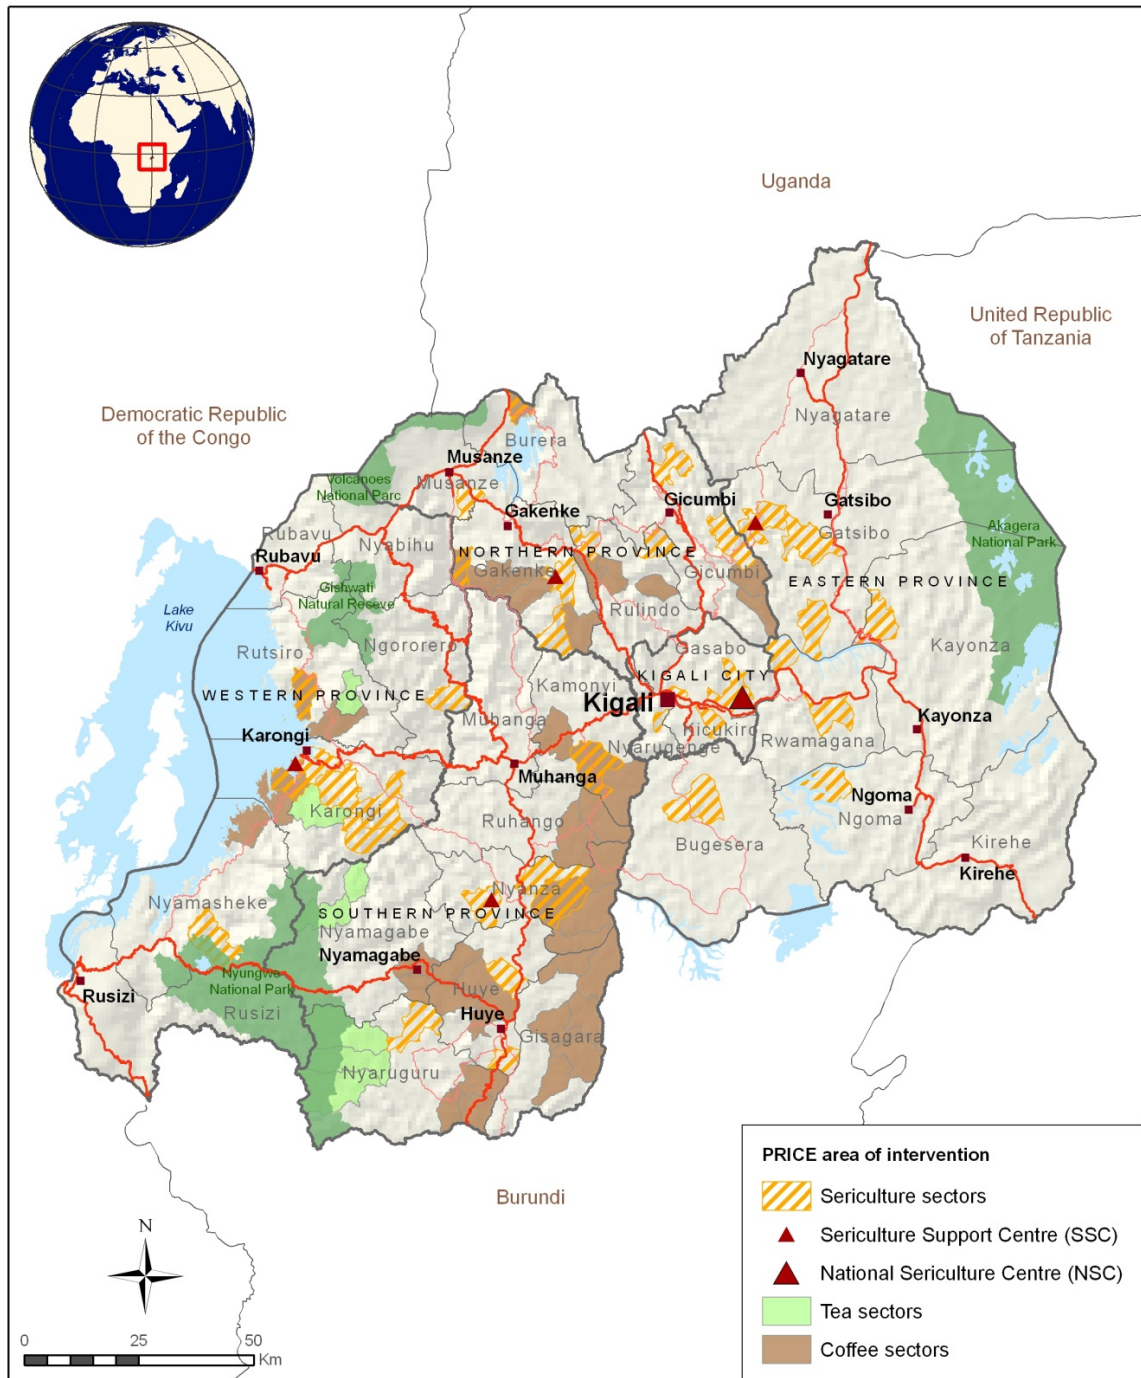 Uganda
United Republic
of Tanzania
Democratic Republic
of the Congo
Nyagatare
Nyagatare
Burera
Musanze
Musanze
Volcanoes
National Parc
Gakenke
Gicumbi
Gatsibo
Gatsibo
Akagera
National Park
Rubavu
Rubavu
Nyabihu
NORTHERN PROVINCE
Gakenke
Gicumbi
EASTERN PROVINCE
Gishwati
Natural Reseve
Rulindo
Lake
Kivu
Rutsiro
Ngororero
Gasabo
Kayonza
WESTERN PROVINCE
Kamonyi
KIGALI CITY
Kigali
Muhanga
Kicukiro
Nyarugenge
Rwamagana
Kayonza
Karongi
Muhanga
Karongi
Ruhango
Ngoma
Ngoma
Bugesera
Kirehe
Kirehe
Nyamasheke
Nyanza
SOUTHERN PROVINCE
Nyamagabe
Nyamagabe
Nyungwe
National Park
Rusizi
Rusizi
Huye
Huye
Gisagara
Nyaruguru
Burundi
N
0 25 50
Km
PRICE area of intervention
Sericulture sectors
Sericulture Support Centre (SSC)
National Sericulture Centre (NSC)
Tea sectors
Coffee sectors